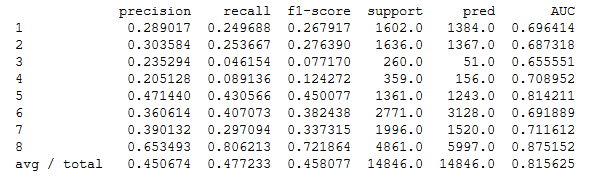 precision recall f1-score support pred AUC
1 0.289017 0.249688 0.267917 1602.0 1384.0 0.696414
2 0.303584 0.253667 0.276390 1636.0 1367.0 0.687318
3 0.235294 0.046154 0.077170 260.0 51.0 0.655551
4 0.205128 0.089136 0.124272 359.0 156.0 0.708952
5 0.471440 0.430566 0.450077 1361.0 1243.0 0.814211
6 0.360614 0.407073 0.382438 2771.0 3128.0 0.691889
7 0.390132 0.297094 0.337315 1996.0 1520.0 0.711612
8 0.653493 0.806213 0.721864 4861.0 5997.0 0.875152
avg / total 0.450674 0.477233 0.458077 14846.0 14846.0 0.815625